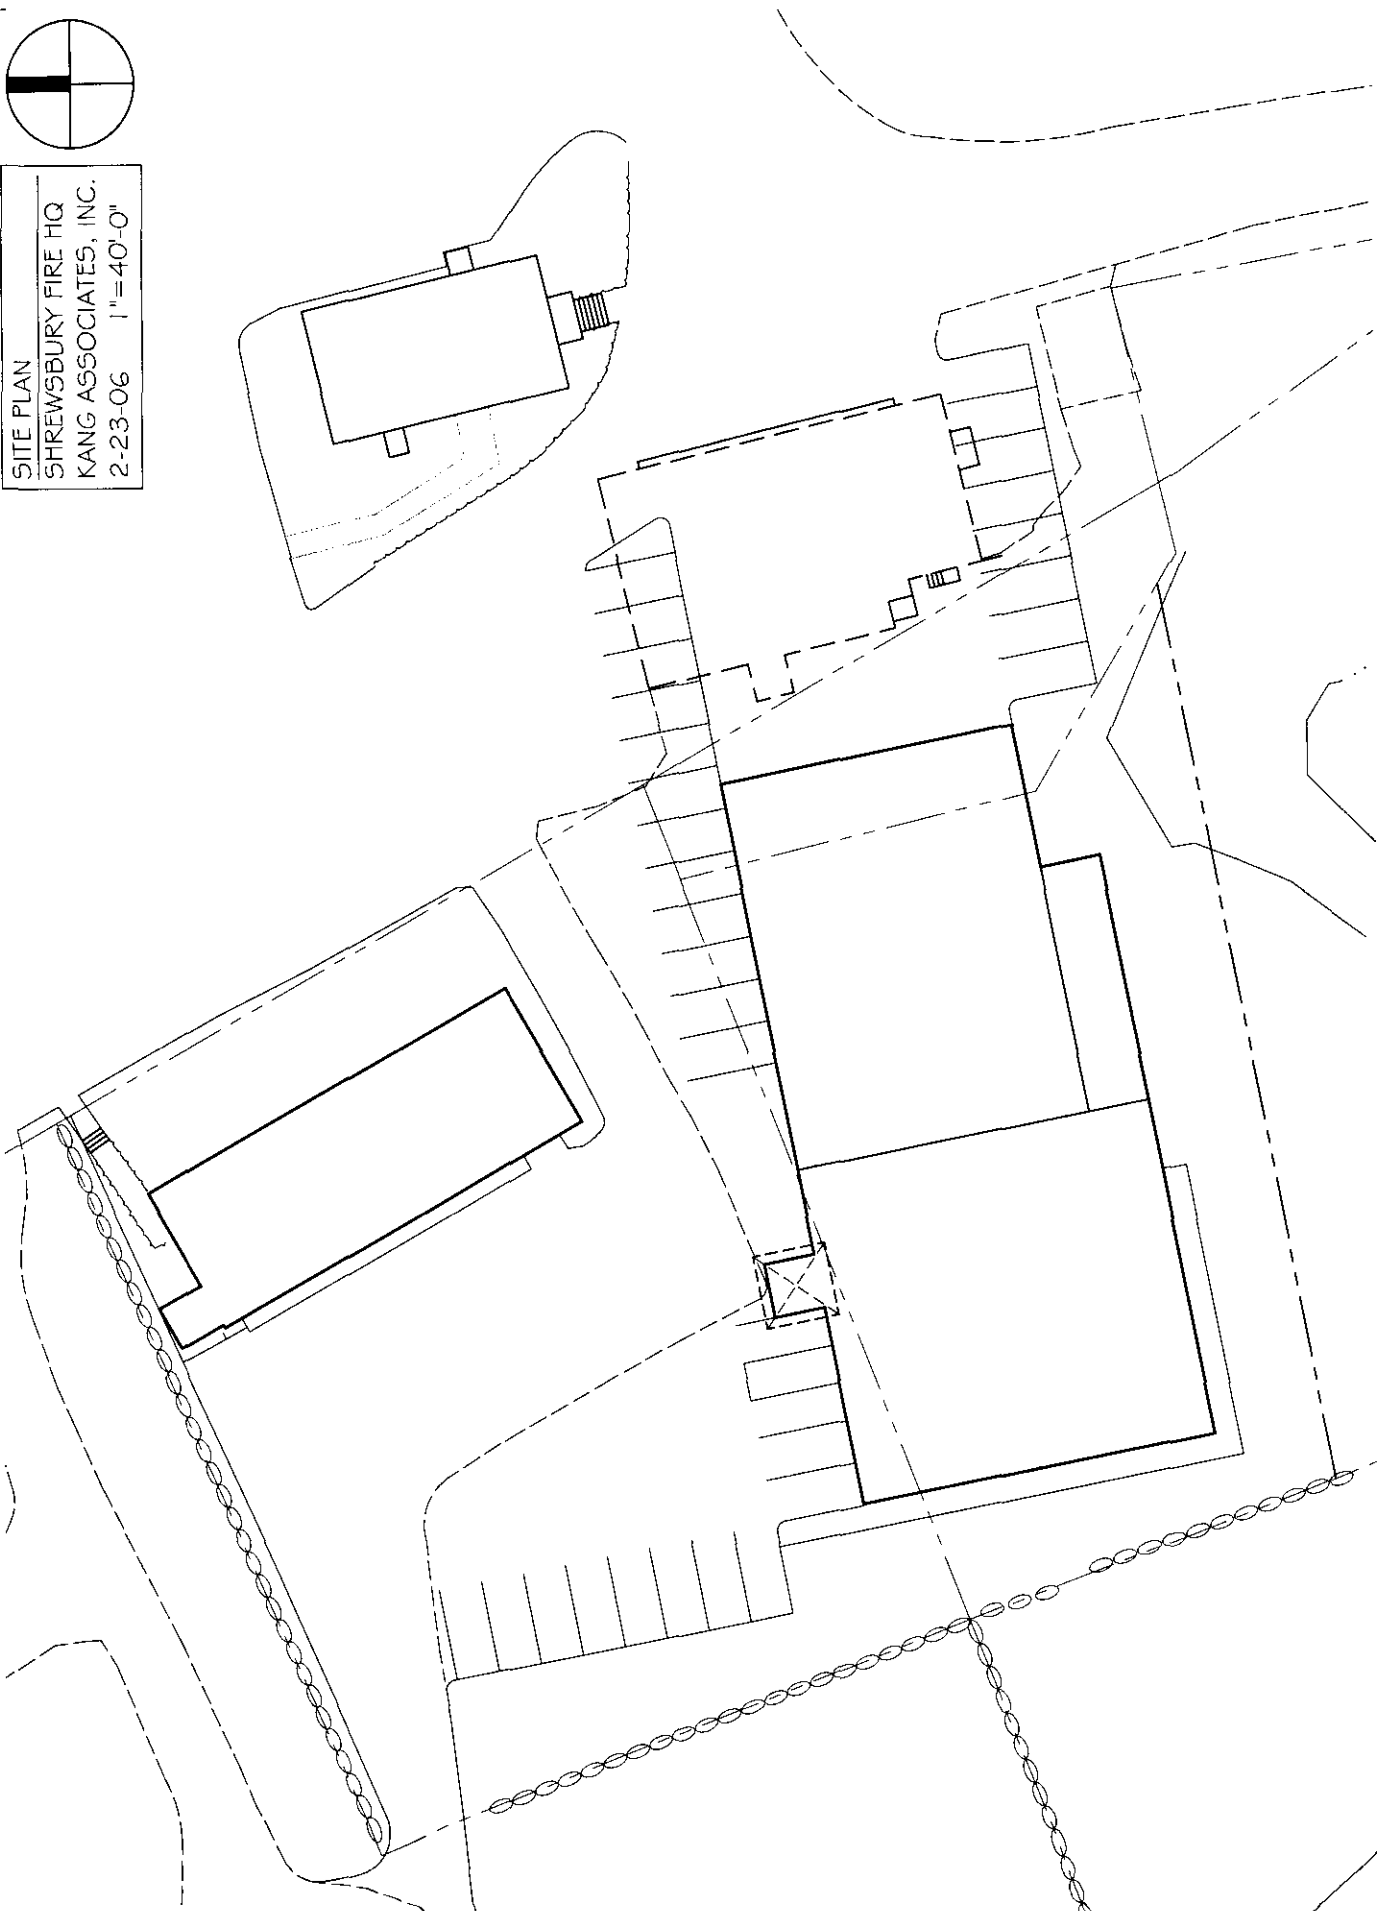 SITE PLAN
SHREWSBURY FIRE HQ
KANG ASSOCIATES, INC.
2-23-06 1"=40'-0"